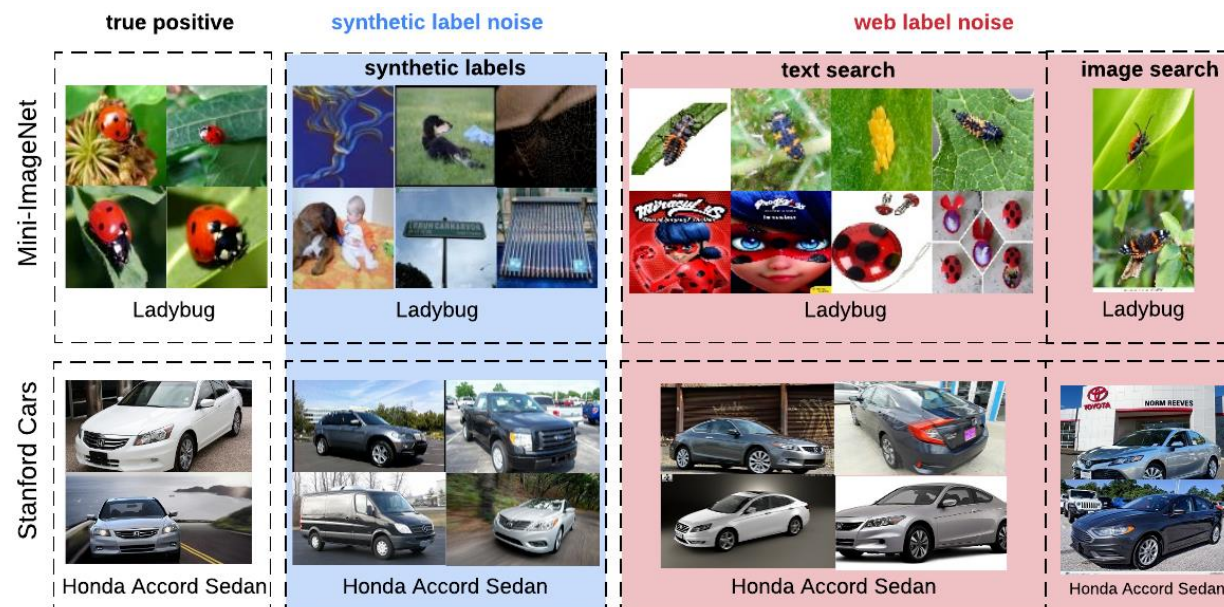 true positive
synthetic label noise
web label noise
synthetic labels
text search
image search
Mini-ImageNet
Ladybug
Ladybug
Ladybug
Ladybug
Stanford Cars
TOYOTA
NORM REEVES
Honda Accord Sedan
Honda Accord Sedan
Honda Accord Sedan
Honda Accord Sedan